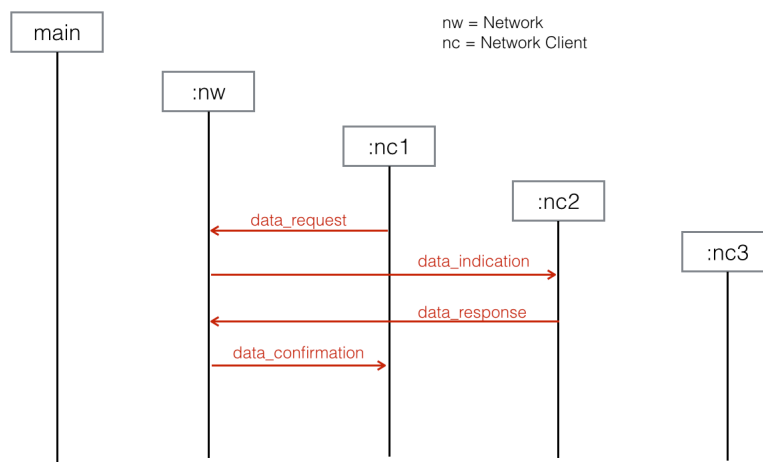 main
nw = Network
nc = Network Client
:nw
:nc1
:nc2
data_request
:nc3
data_indication
data_response
data_confirmation